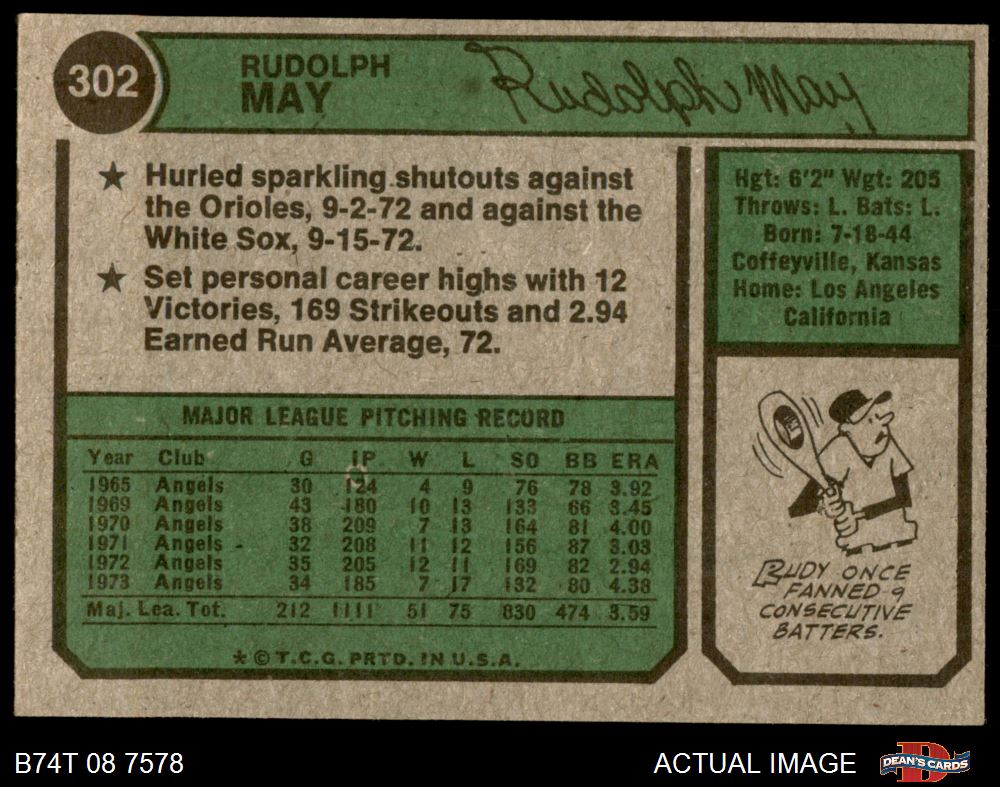 302
RUDOLPH
MAY
Rudolph May
★ Hurled sparkling shutouts against
the Orioles, 9-2-72 and against the
White Sox, 9-15-72.
★ Set personal career highs with 12
Victories, 169 Strikeouts and 2.94
Earned Run Average, 72.
Hgt: 6'2" Wgt: 205
Throws: L. Bats: L.
Born: 7-18-44
Coffeyville, Kansas
Home: Los Angeles
California
MAJOR LEAGUE PITCHING RECORD
Year Club G IP W L SO BB ERA
1965 Angels 30 124 4 9 76 78 3.92
1969 Angels 43 180 10 13 133 66 3.45
1970 Angels 38 209 7 13 164 81 4.00
1971 Angels 32 208 11 12 156 87 3.03
1972 Angels 35 205 12 11 169 82 2.94
1973 Angels 34 185 7 17 132 80 4.38
Maj. Lea. Tot. 212 1111 51 75 830 474 3.59
* © T.C.G. PRTD. IN U.S.A.
RUDY ONCE
FANNED 9
CONSECUTIVE
BATTERS.
B74T 08 7578
ACTUAL IMAGE
DEAN'S CARDS